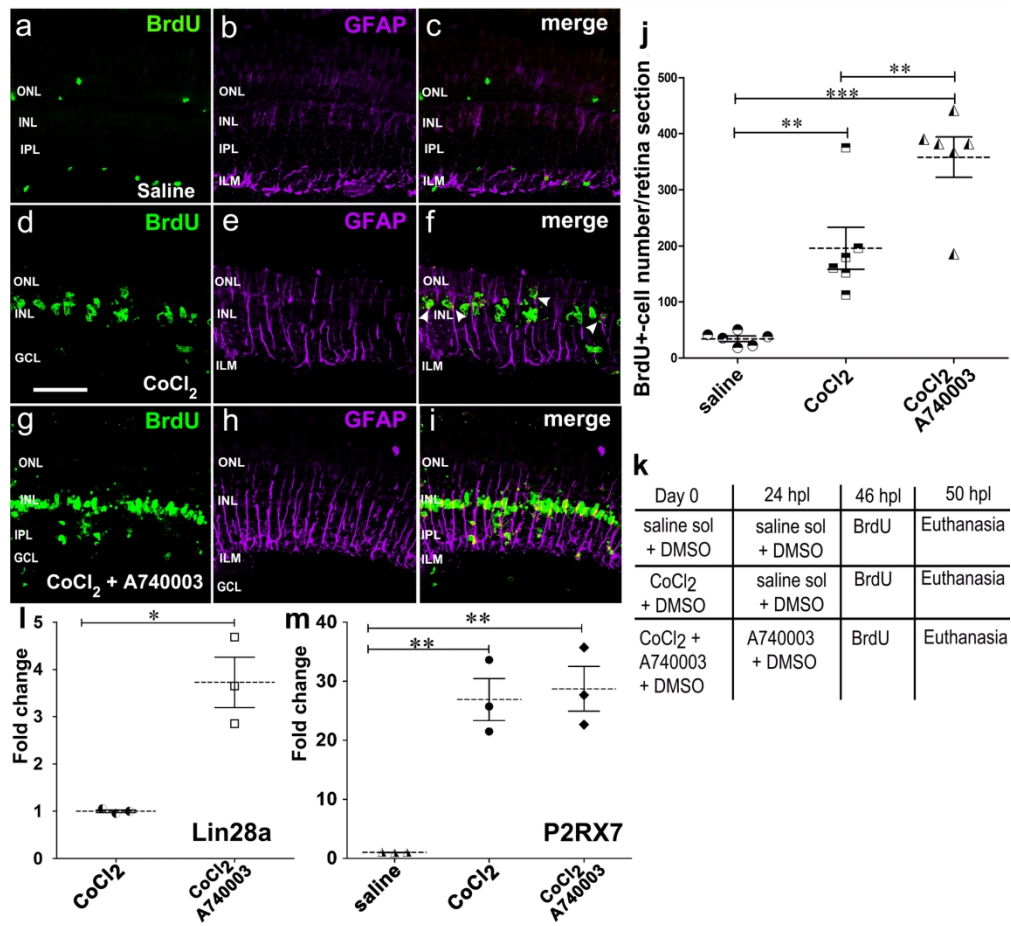 a BrdU
ONL
INL
IPL
ILM
Saline
b GFAP
ONL
INL
IPL
ILM
c merge
ONL
INL
IPL
ILM
d BrdU
ONL
INL
GCL
CoCl2
e GFAP
ONL
INL
ILM
f merge
ONL
INL
ILM
g BrdU
ONL
INL
IPL
GCL
CoCl2 + A740003
h GFAP
ONL
INL
IPL
ILM
GCL
i merge
ONL
INL
IPL
ILM
GCL
j
BrdU+-cell number/retina section
500
400
300
200
100
0
**
***
**
saline
CoCl2
CoCl2
A740003
k
Day 0 24 hpl 46 hpl 50 hpl
saline sol + DMSO saline sol + DMSO BrdU Euthanasia
CoCl2 + DMSO saline sol + DMSO BrdU Euthanasia
CoCl2 + A740003 + DMSO A740003 + DMSO BrdU Euthanasia
l
Fold change
5
4
3
2
1
0
*
Lin28a
CoCl2
CoCl2
A740003
m
Fold change
40
30
20
10
0
**
**
P2RX7
saline
CoCl2
CoCl2
A740003